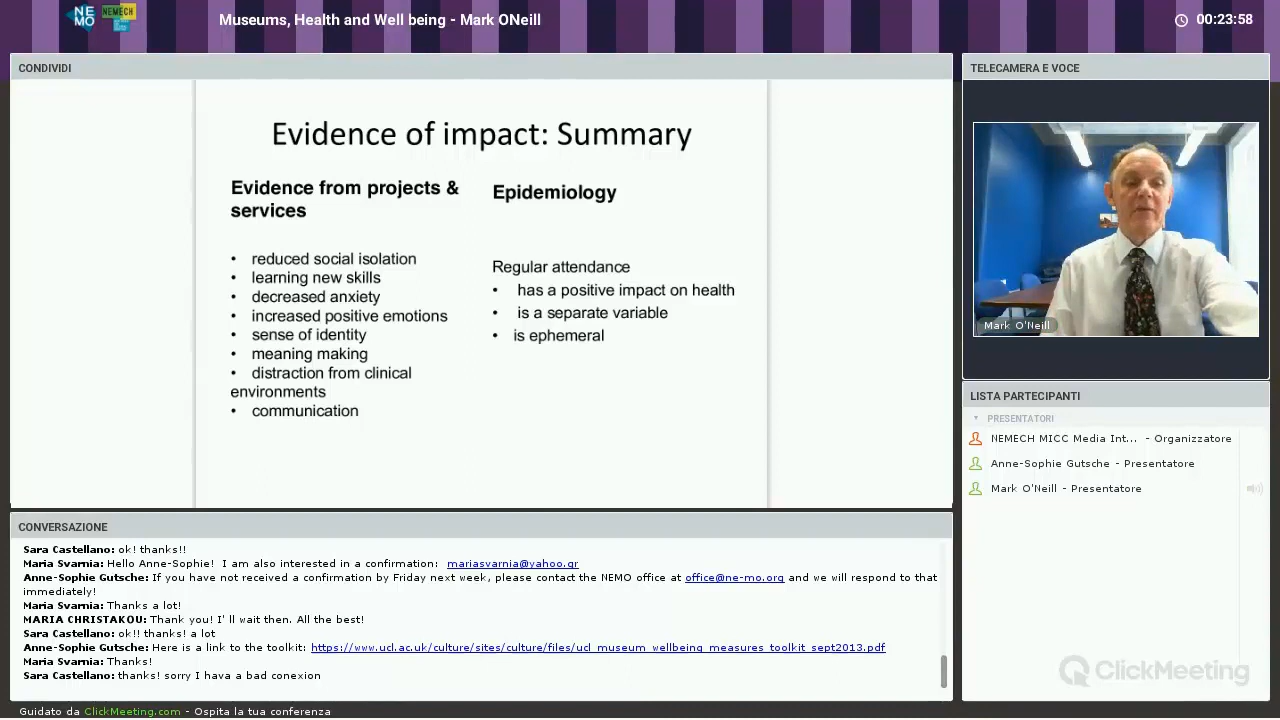 NE
MO
NEMECH
Museums, Health and Well being - Mark ONeill
00:23:58
CONDIVIDI
Evidence of impact: Summary
Evidence from projects &
services
• reduced social isolation
• learning new skills
• decreased anxiety
• increased positive emotions
• sense of identity
• meaning making
• distraction from clinical
environments
• communication
Epidemiology
Regular attendance
• has a positive impact on health
• is a separate variable
• is ephemeral
TELECAMERA E VOCE
Mark O'Neill
LISTA PARTECIPANTI
PRESENTATORI
NEMECH MICC Media Int... - Organizzatore
Anne-Sophie Gutsche - Presentatore
Mark O'Neill - Presentatore
ClickMeeting
CONVERSAZIONE
Sara Castellano: ok! thanks!!
Maria Svarnia: Hello Anne-Sophie! I am also interested in a confirmation: mariasvarnia@yahoo.gr
Anne-Sophie Gutsche: If you have not received a confirmation by Friday next week, please contact the NEMO office at office@ne-mo.org and we will respond to that
immediately!
Maria Svarnia: Thanks a lot!
MARIA CHRISTAKOU: Thank you! I' ll wait then. All the best!
Sara Castellano: ok!! thanks! a lot
Anne-Sophie Gutsche: Here is a link to the toolkit: https://www.ucl.ac.uk/culture/sites/culture/files/ucl_museum_wellbeing_measures_toolkit_sept2013.pdf
Maria Svarnia: Thanks!
Sara Castellano: thanks! sorry I hava a bad conexion
Guidato da ClickMeeting.com - Ospita la tua conferenza